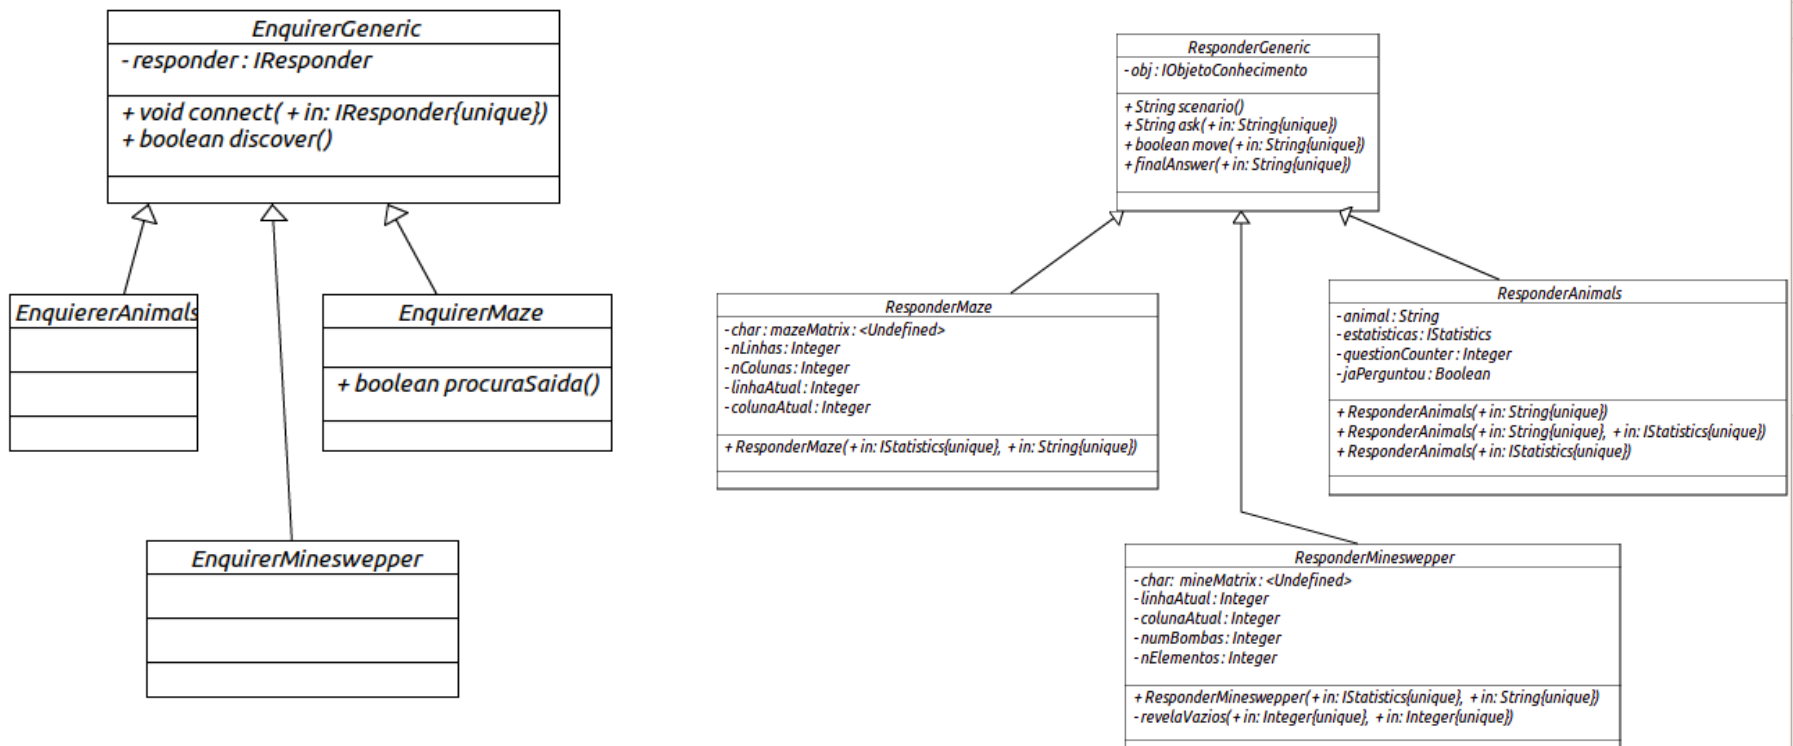 EnquirerGeneric
- responder : IResponder
+ void connect( + in: IResponder{unique})
+ boolean discover()
EnquiererAnimals
EnquirerMaze
+ boolean procuraSaida()
EnquirerMineswepper
ResponderGeneric
- obj : IObjetoConhecimento
+ String scenario()
+ String ask( + in: String{unique})
+ boolean move( + in: String{unique})
+ finalAnswer( + in: String{unique})
ResponderMaze
- char : mazeMatrix : <Undefined>
- nLinhas : Integer
- nColunas : Integer
- linhaAtual : Integer
- colunaAtual : Integer
+ ResponderMaze( + in: IStatistics{unique}, + in: String{unique})
ResponderAnimals
- animal : String
- estatisticas : IStatistics
- questionCounter : Integer
- jaPerguntou : Boolean
+ ResponderAnimals( + in: String{unique})
+ ResponderAnimals( + in: String{unique}, + in: IStatistics{unique})
+ ResponderAnimals( + in: IStatistics{unique})
ResponderMineswepper
- char: mineMatrix : <Undefined>
- linhaAtual : Integer
- colunaAtual : Integer
- numBombas : Integer
- nElementos : Integer
+ ResponderMineswepper( + in: IStatistics{unique}, + in: String{unique})
- revelaVazios( + in: Integer{unique}, + in: Integer{unique})